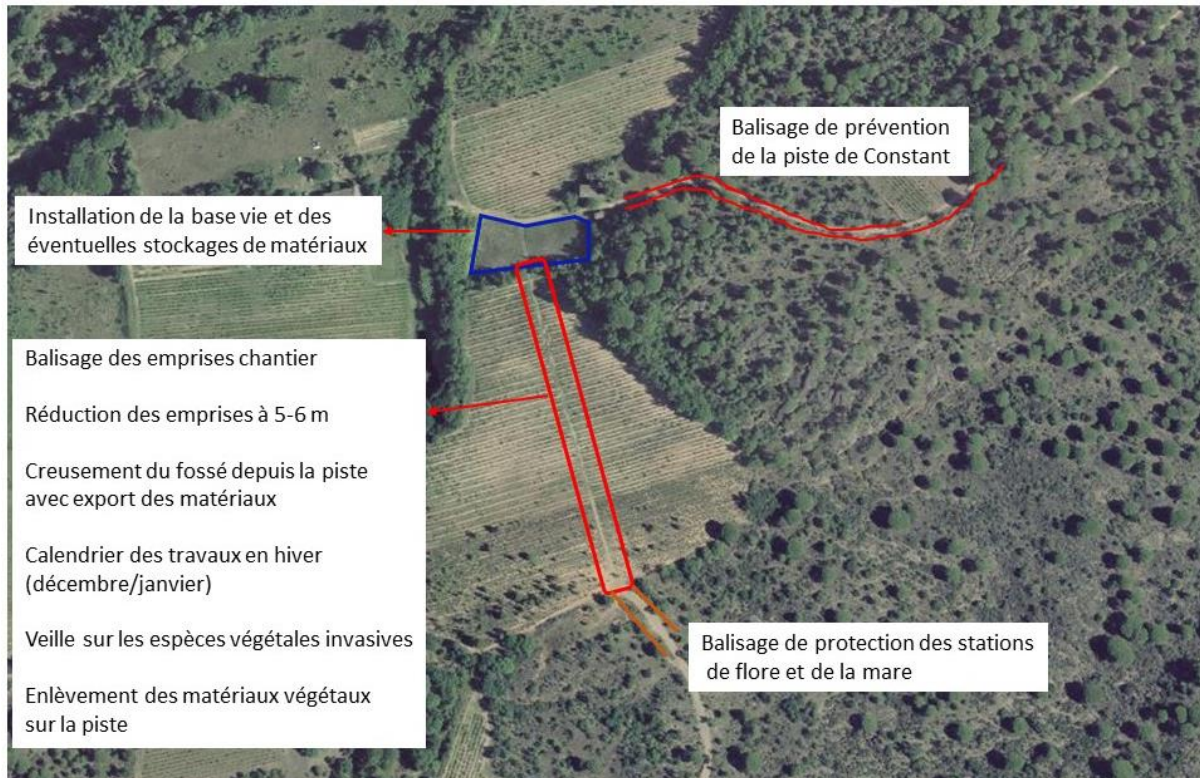 Balisage de prévention
de la piste de Constant
Installation de la base vie et des
éventuelles stockages de matériaux
Balisage des emprises chantier
Réduction des emprises à 5-6 m
Creusement du fossé depuis la piste
avec export des matériaux
Calendrier des travaux en hiver
(décembre/janvier)
Veille sur les espèces végétales invasives
Enlèvement des matériaux végétaux
sur la piste
Balisage de protection des stations
de flore et de la mare